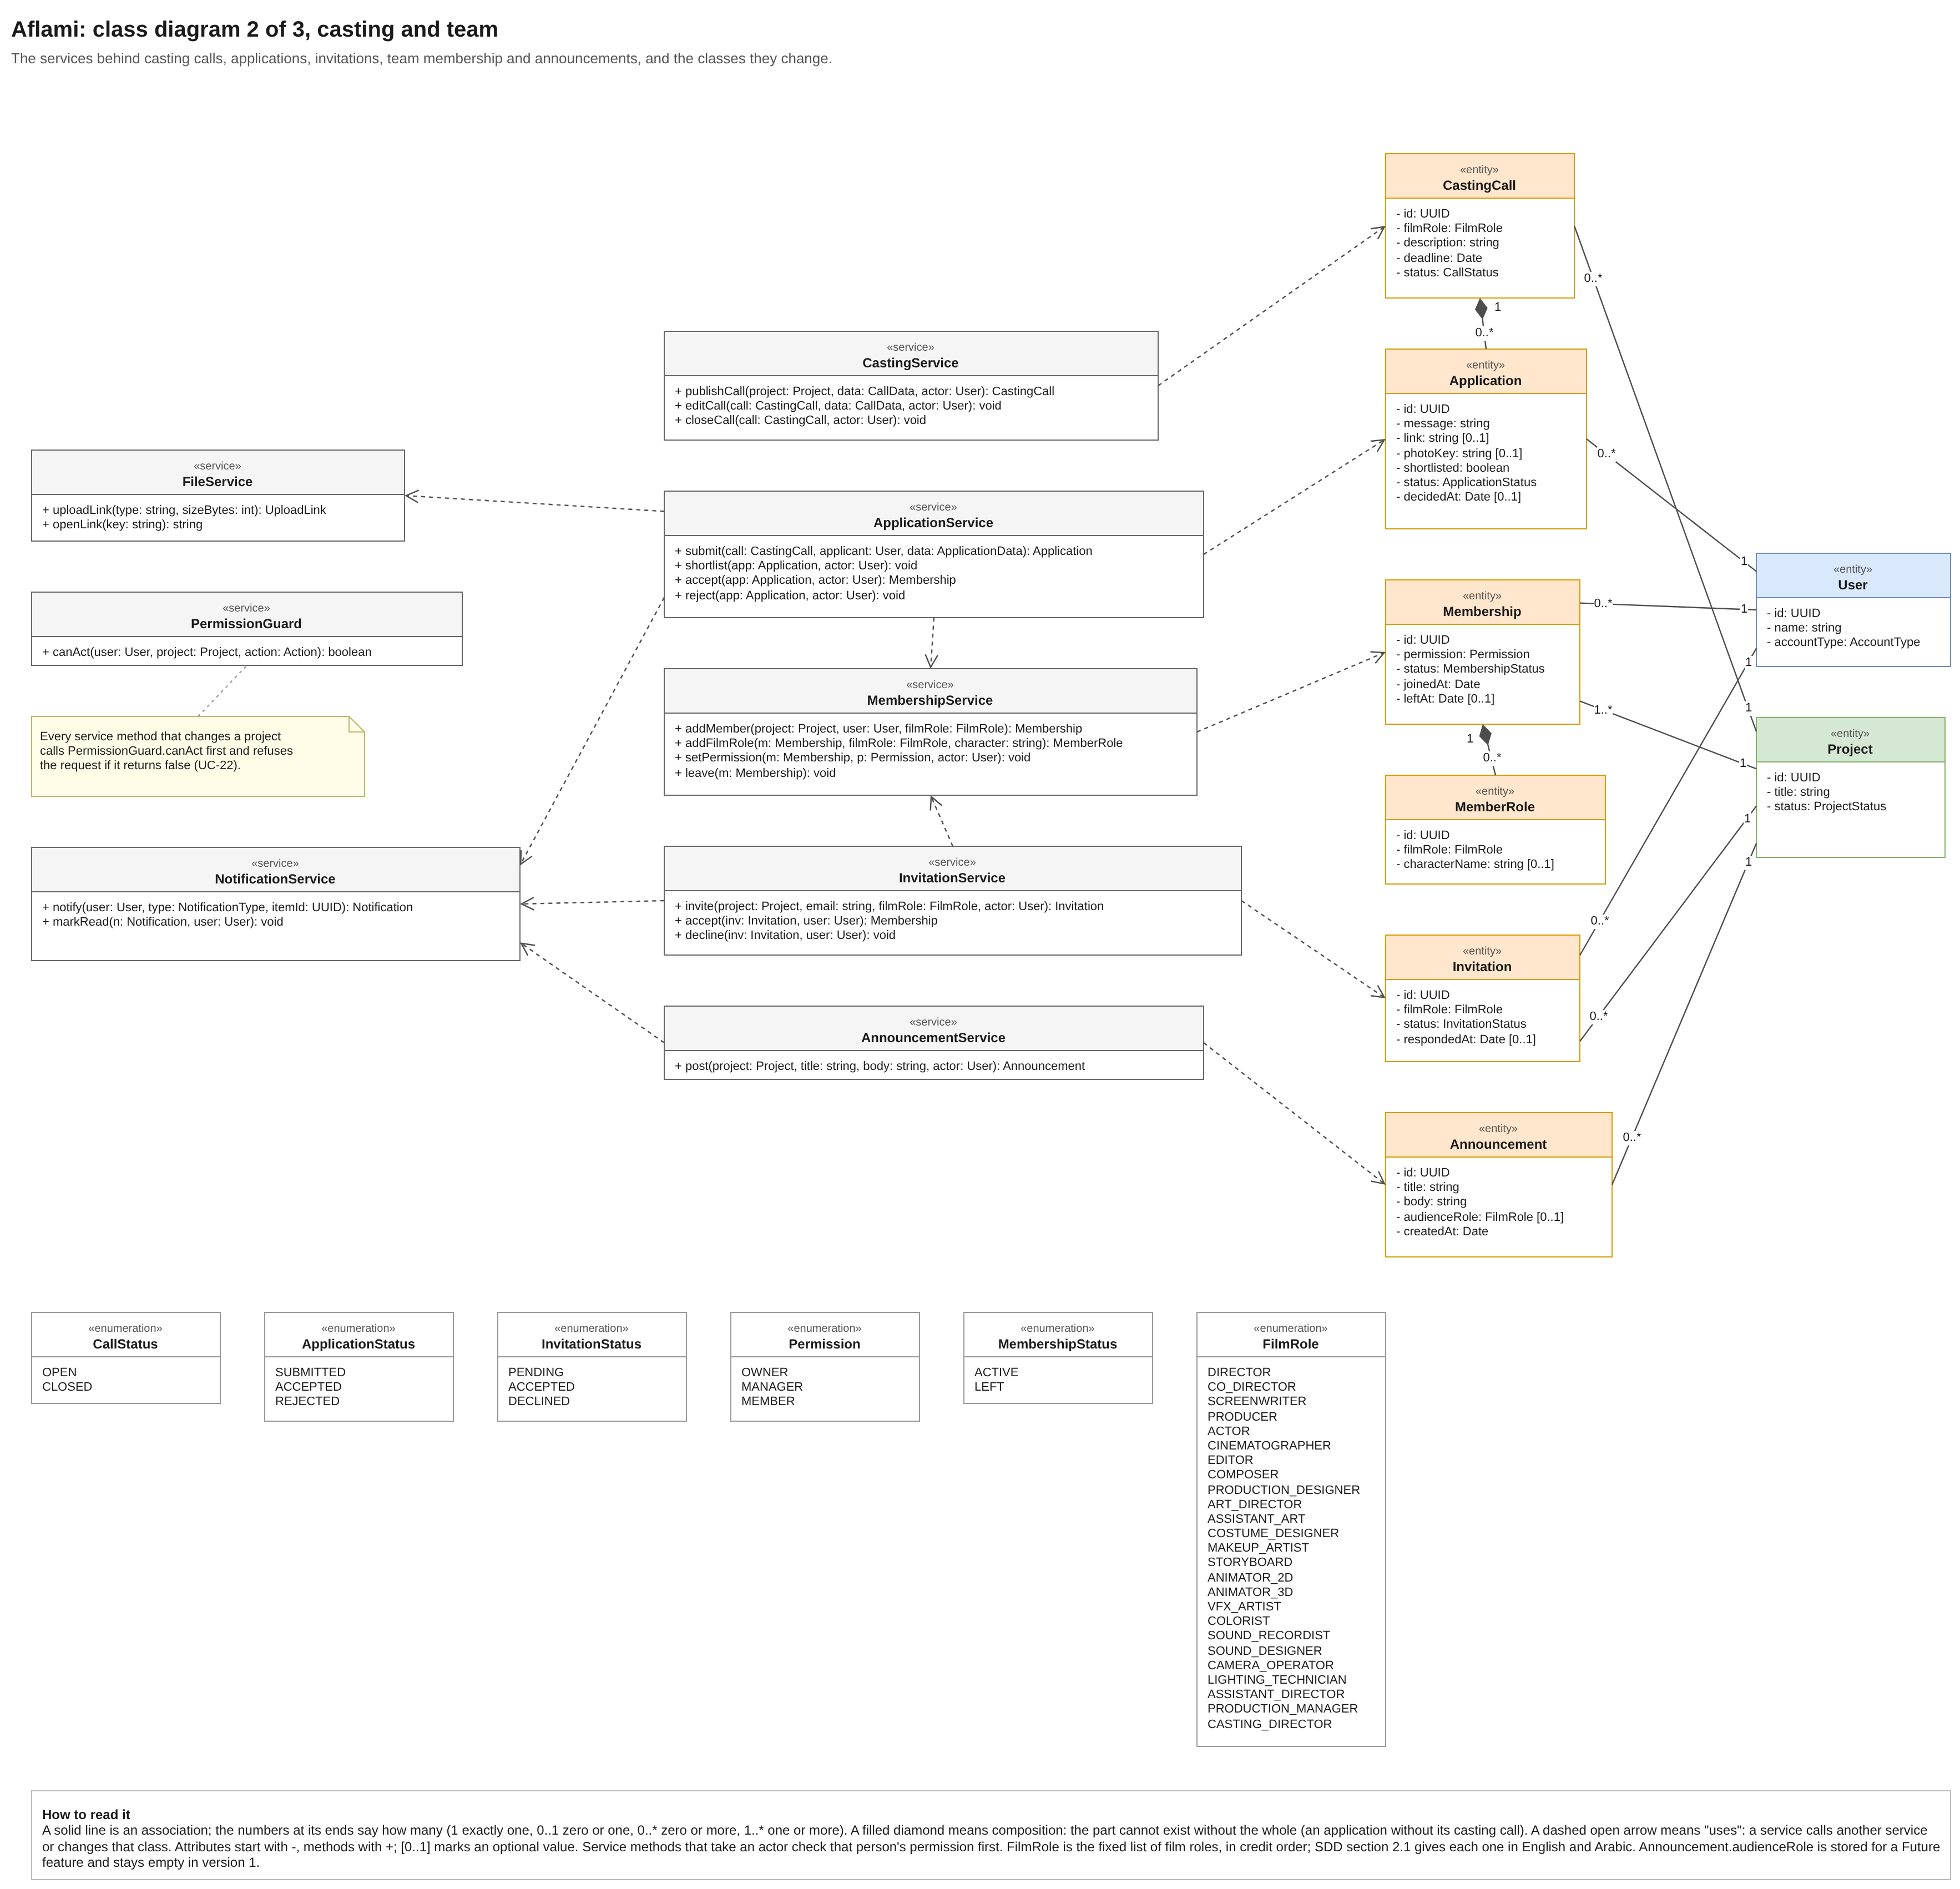 Aflami: class diagram 2 of 3, casting and team
The services behind casting calls, applications, invitations, team membership and announcements, and the classes they change.
«entity»
CastingCall
- id: UUID
- filmRole: FilmRole
- description: string
- deadline: Date
- status: CallStatus
0..*
1
0..*
«service»
CastingService
+ publishCall(project: Project, data: CallData, actor: User): CastingCall
+ editCall(call: CastingCall, data: CallData, actor: User): void
+ closeCall(call: CastingCall, actor: User): void
«entity»
Application
- id: UUID
- message: string
- link: string [0..1]
- photoKey: string [0..1]
- shortlisted: boolean
- status: ApplicationStatus
- decidedAt: Date [0..1]
0..*
1
«service»
FileService
+ uploadLink(type: string, sizeBytes: int): UploadLink
+ openLink(key: string): string
«service»
ApplicationService
+ submit(call: CastingCall, applicant: User, data: ApplicationData): Application
+ shortlist(app: Application, actor: User): void
+ accept(app: Application, actor: User): Membership
+ reject(app: Application, actor: User): void
«service»
PermissionGuard
+ canAct(user: User, project: Project, action: Action): boolean
Every service method that changes a project
calls PermissionGuard.canAct first and refuses
the request if it returns false (UC-22).
«entity»
Membership
- id: UUID
- permission: Permission
- status: MembershipStatus
- joinedAt: Date
- leftAt: Date [0..1]
0..*
1
1..*
1
«entity»
User
- id: UUID
- name: string
- accountType: AccountType
1
1
«service»
MembershipService
+ addMember(project: Project, user: User, filmRole: FilmRole): Membership
+ addFilmRole(m: Membership, filmRole: FilmRole, character: string): MemberRole
+ setPermission(m: Membership, p: Permission, actor: User): void
+ leave(m: Membership): void
«entity»
Project
- id: UUID
- title: string
- status: ProjectStatus
1
1
1
0..*
«entity»
MemberRole
- id: UUID
- filmRole: FilmRole
- characterName: string [0..1]
«service»
NotificationService
+ notify(user: User, type: NotificationType, itemId: UUID): Notification
+ markRead(n: Notification, user: User): void
«service»
InvitationService
+ invite(project: Project, email: string, filmRole: FilmRole, actor: User): Invitation
+ accept(inv: Invitation, user: User): Membership
+ decline(inv: Invitation, user: User): void
0..*
«entity»
Invitation
- id: UUID
- filmRole: FilmRole
- status: InvitationStatus
- respondedAt: Date [0..1]
0..*
«service»
AnnouncementService
+ post(project: Project, title: string, body: string, actor: User): Announcement
«entity»
Announcement
- id: UUID
- title: string
- body: string
- audienceRole: FilmRole [0..1]
- createdAt: Date
0..*
«enumeration»
CallStatus
OPEN
CLOSED
«enumeration»
ApplicationStatus
SUBMITTED
ACCEPTED
REJECTED
«enumeration»
InvitationStatus
PENDING
ACCEPTED
DECLINED
«enumeration»
Permission
OWNER
MANAGER
MEMBER
«enumeration»
MembershipStatus
ACTIVE
LEFT
«enumeration»
FilmRole
DIRECTOR
CO_DIRECTOR
SCREENWRITER
PRODUCER
ACTOR
CINEMATOGRAPHER
EDITOR
COMPOSER
PRODUCTION_DESIGNER
ART_DIRECTOR
ASSISTANT_ART
COSTUME_DESIGNER
MAKEUP_ARTIST
STORYBOARD
ANIMATOR_2D
ANIMATOR_3D
VFX_ARTIST
COLORIST
SOUND_RECORDIST
SOUND_DESIGNER
CAMERA_OPERATOR
LIGHTING_TECHNICIAN
ASSISTANT_DIRECTOR
PRODUCTION_MANAGER
CASTING_DIRECTOR
How to read it
A solid line is an association; the numbers at its ends say how many (1 exactly one, 0..1 zero or one, 0..* zero or more, 1..* one or more). A filled diamond means composition: the part cannot exist without the whole (an application without its casting call). A dashed open arrow means "uses": a service calls another service
or changes that class. Attributes start with -, methods with +; [0..1] marks an optional value. Service methods that take an actor check that person's permission first. FilmRole is the fixed list of film roles, in credit order; SDD section 2.1 gives each one in English and Arabic. Announcement.audienceRole is stored for a Future
feature and stays empty in version 1.